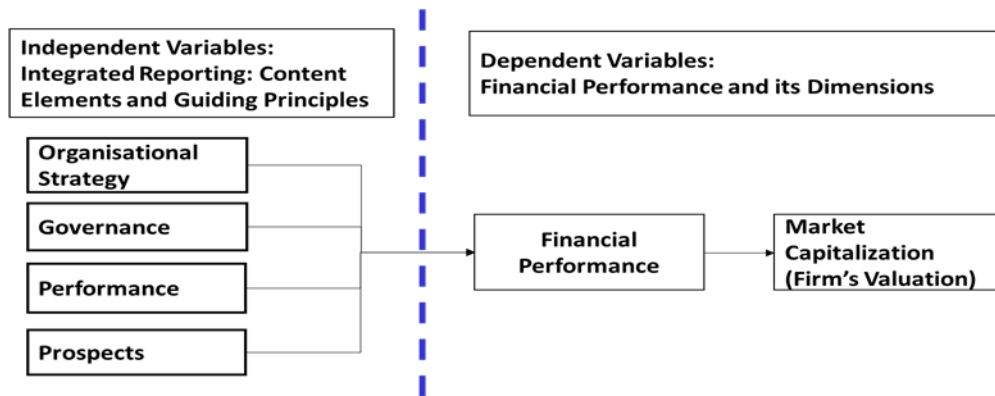 Independent Variables:
Integrated Reporting: Content
Elements and Guiding Principles
Dependent Variables:
Financial Performance and its Dimensions
Organisational
Strategy
Governance
Performance
Prospects
Financial
Performance
Market
Capitalization
(Firm's Valuation)